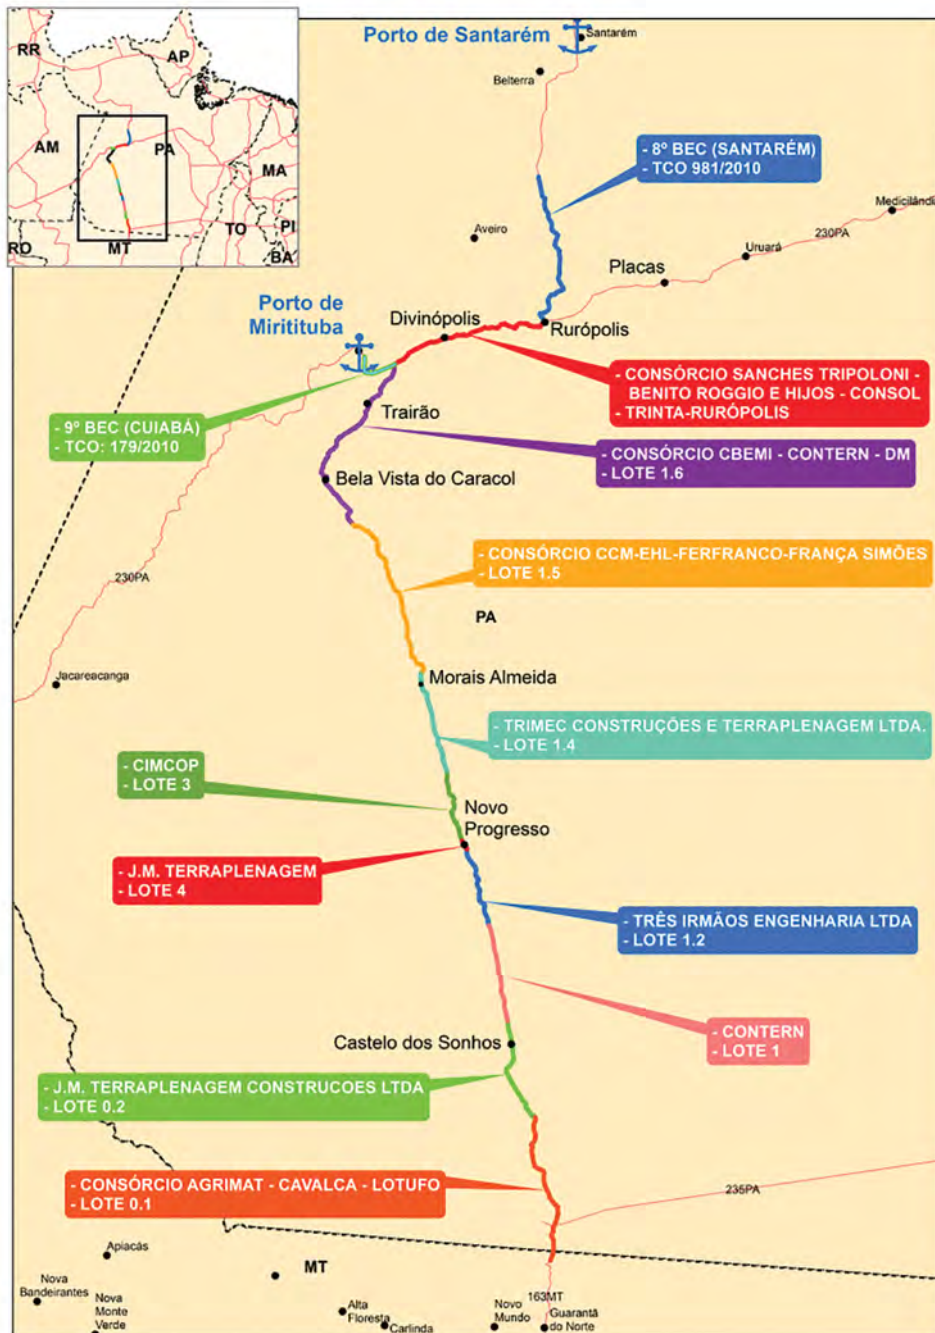 RR
AP
AM
PA
MA
RO
MT
TO
PI
BA
Porto de Santarém
Santarém
Belterra
- 8º BEC (SANTARÉM)
- TCO 981/2010
Medicilândia
230PA
Aveiro
Uruará
Placas
Porto de
Miritituba
Divinópolis
Rurópolis
- CONSÓRCIO SANCHES TRIPOLONI -
BENITO ROGGIO E HIJOS - CONSOL
- TRINTA-RURÓPOLIS
- 9º BEC (CUIABÁ)
- TCO: 179/2010
Trairão
- CONSÓRCIO CBEMI - CONTERN - DM
- LOTE 1.6
Bela Vista do Caracol
- CONSÓRCIO CCM-EHL-FERFRANCO-FRANÇA SIMÕES
- LOTE 1.5
230PA
PA
Jacareacanga
Morais Almeida
- TRIMEC CONSTRUÇÕES E TERRAPLENAGEM LTDA.
- LOTE 1.4
- CIMCOP
- LOTE 3
Novo
Progresso
- J.M. TERRAPLENAGEM
- LOTE 4
- TRÊS IRMÃOS ENGENHARIA LTDA
- LOTE 1.2
- CONTERN
- LOTE 1
Castelo dos Sonhos
- J.M. TERRAPLENAGEM CONSTRUCOES LTDA
- LOTE 0.2
- CONSÓRCIO AGRIMAT - CAVALCA - LOTUFO
- LOTE 0.1
235PA
Apiacás
MT
Nova
Bandeirantes
Nova
Monte
Verde
Alta
Floresta
Carlinda
Novo
Mundo
163MT
Guarantã
do Norte